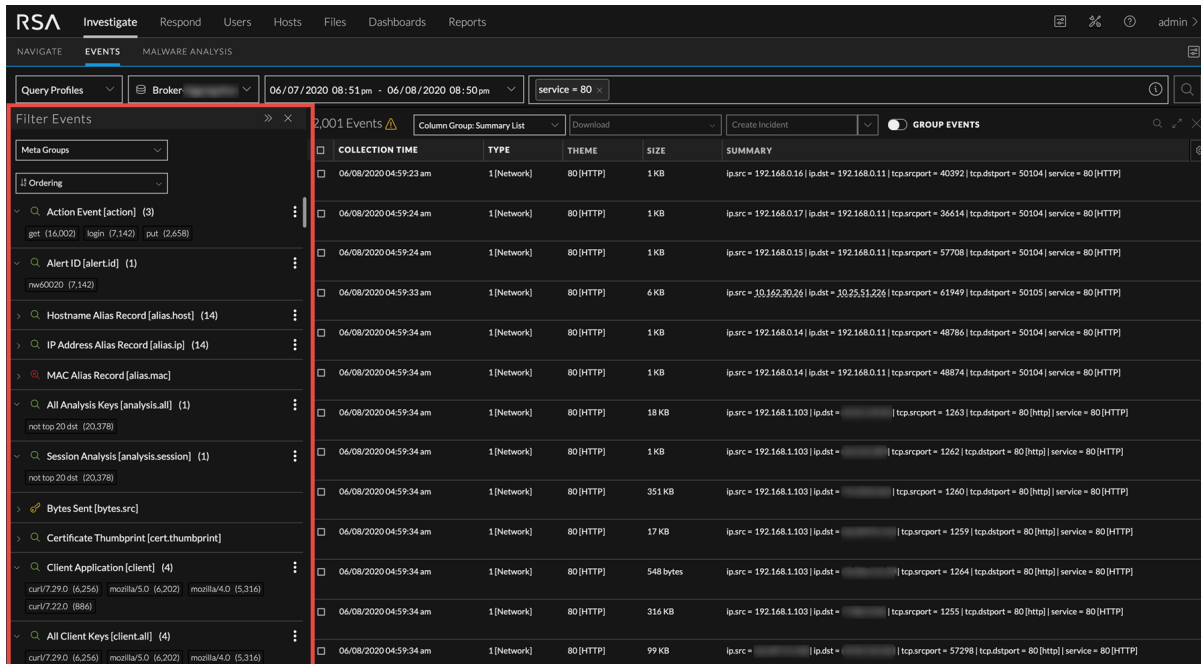 RSA Investigate Respond Users Hosts Files Dashboards Reports admin >
NAVIGATE EVENTS MALWARE ANALYSIS
Query Profiles Broker- 06/07/2020 08:51 pm - 06/08/2020 08:50 pm service = 80 ×
Filter Events » × 2,001 Events Column Group: Summary List Download Create Incident GROUP EVENTS
Meta Groups
Ordering
Action Event [action] (3)
get (16,002) login (7,142) put (2,658)
Alert ID [alert.id] (1)
nw60020 (7,142)
Hostname Alias Record [alias.host] (14)
IP Address Alias Record [alias.ip] (14)
MAC Alias Record [alias.mac]
All Analysis Keys [analysis.all] (1)
not top 20 dst (20,378)
Session Analysis [analysis.session] (1)
not top 20 dst (20,378)
Bytes Sent [bytes.src]
Certificate Thumbprint [cert.thumbprint]
Client Application [client] (4)
curl/7.29.0 (6,256) mozilla/5.0 (6,202) mozilla/4.0 (5,316)
curl/7.22.0 (886)
All Client Keys [client.all] (4)
curl/7.29.0 (6,256) mozilla/5.0 (6,202) mozilla/4.0 (5,316)
COLLECTION TIME TYPE THEME SIZE SUMMARY
06/08/2020 04:59:23 am 1 [Network] 80 [HTTP] 1 KB ip.src = 192.168.0.16 | ip.dst = 192.168.0.11 | tcp.srcport = 40392 | tcp.dstport = 50104 | service = 80 [HTTP]
06/08/2020 04:59:24 am 1 [Network] 80 [HTTP] 1 KB ip.src = 192.168.0.17 | ip.dst = 192.168.0.11 | tcp.srcport = 36614 | tcp.dstport = 50104 | service = 80 [HTTP]
06/08/2020 04:59:24 am 1 [Network] 80 [HTTP] 1 KB ip.src = 192.168.0.15 | ip.dst = 192.168.0.11 | tcp.srcport = 57708 | tcp.dstport = 50104 | service = 80 [HTTP]
06/08/2020 04:59:33 am 1 [Network] 80 [HTTP] 6 KB ip.src = 10.162.30.26 | ip.dst = 10.25.51.226 | tcp.srcport = 61949 | tcp.dstport = 50105 | service = 80 [HTTP]
06/08/2020 04:59:34 am 1 [Network] 80 [HTTP] 1 KB ip.src = 192.168.0.14 | ip.dst = 192.168.0.11 | tcp.srcport = 48786 | tcp.dstport = 50104 | service = 80 [HTTP]
06/08/2020 04:59:34 am 1 [Network] 80 [HTTP] 1 KB ip.src = 192.168.0.14 | ip.dst = 192.168.0.11 | tcp.srcport = 48874 | tcp.dstport = 50104 | service = 80 [HTTP]
06/08/2020 04:59:34 am 1 [Network] 80 [HTTP] 18 KB ip.src = 192.168.1.103 | ip.dst = | tcp.srcport = 1263 | tcp.dstport = 80 [http] | service = 80 [HTTP]
06/08/2020 04:59:34 am 1 [Network] 80 [HTTP] 1 KB ip.src = 192.168.1.103 | ip.dst = | tcp.srcport = 1262 | tcp.dstport = 80 [http] | service = 80 [HTTP]
06/08/2020 04:59:34 am 1 [Network] 80 [HTTP] 351 KB ip.src = 192.168.1.103 | ip.dst = | tcp.srcport = 1260 | tcp.dstport = 80 [http] | service = 80 [HTTP]
06/08/2020 04:59:34 am 1 [Network] 80 [HTTP] 17 KB ip.src = 192.168.1.103 | ip.dst = | tcp.srcport = 1259 | tcp.dstport = 80 [http] | service = 80 [HTTP]
06/08/2020 04:59:34 am 1 [Network] 80 [HTTP] 548 bytes ip.src = 192.168.1.103 | ip.dst = | tcp.srcport = 1264 | tcp.dstport = 80 [http] | service = 80 [HTTP]
06/08/2020 04:59:34 am 1 [Network] 80 [HTTP] 316 KB ip.src = 192.168.1.103 | ip.dst = | tcp.srcport = 1255 | tcp.dstport = 80 [http] | service = 80 [HTTP]
06/08/2020 04:59:34 am 1 [Network] 80 [HTTP] 99 KB ip.src = | ip.dst = | tcp.srcport = 57298 | tcp.dstport = 80 [http] | service = 80 [HTTP]